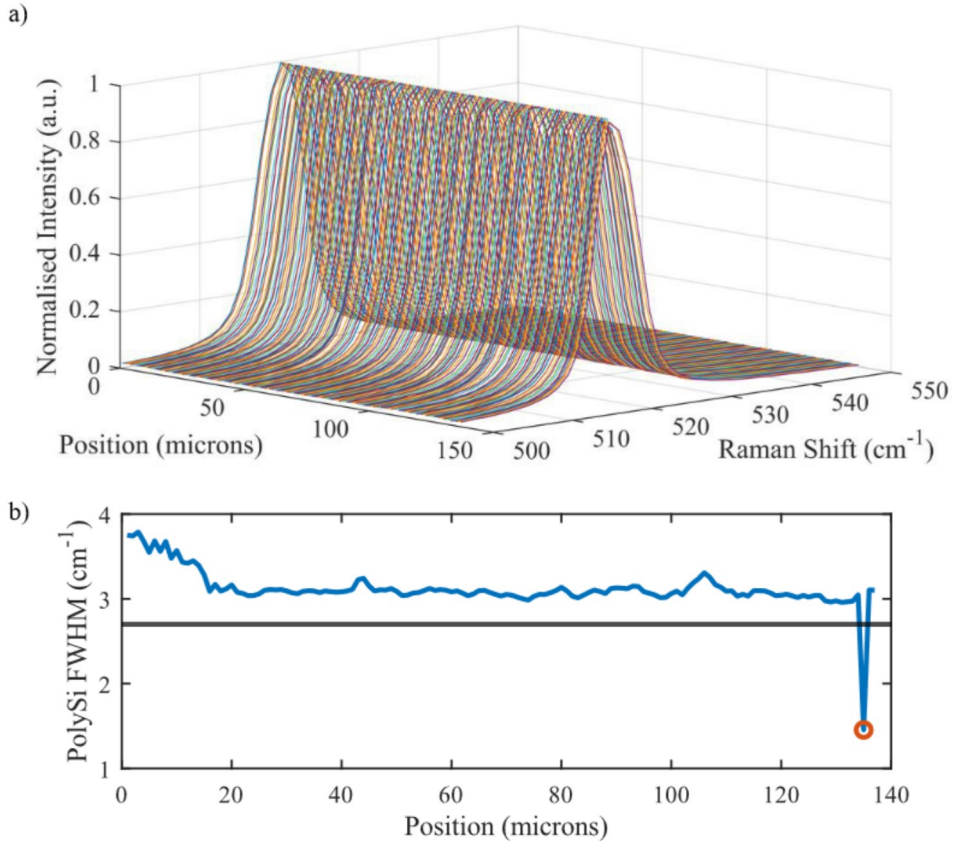 a)
Normalised Intensity (a.u.)
1
0.8
0.6
0.4
0.2
0
0
50
100
150
Position (microns)
500
510
520
530
540
550
Raman Shift (cm⁻¹)
b)
PolySi FWHM (cm⁻¹)
4
3
2
1
0 20 40 60 80 100 120 140
Position (microns)